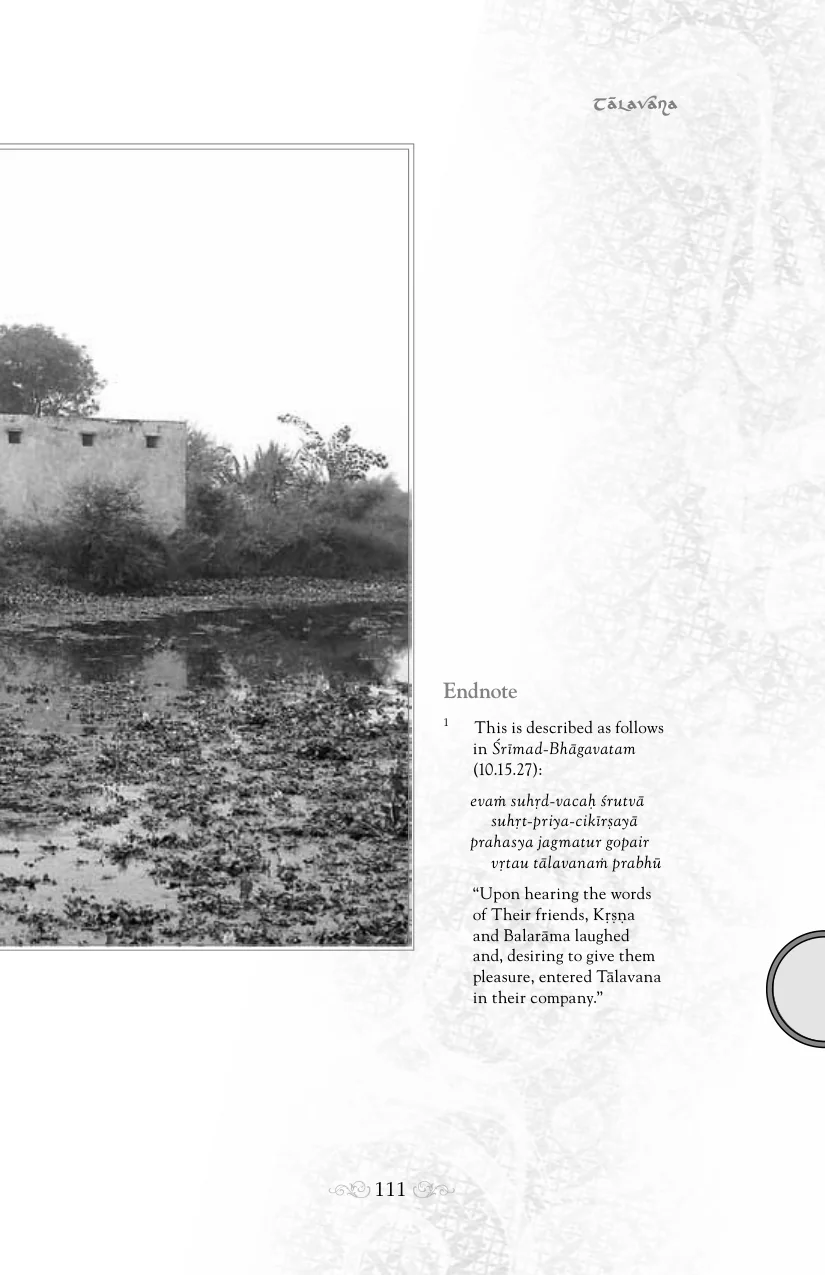 Tālavana
Endnote
1 This is described as follows
in Śrīmad-Bhāgavatam
(10.15.27):
evaṁ suhṛd-vacaḥ śrutvā
suhṛt-priya-cikīrṣayā
prahasya jagmatur gopair
vṛtau tālavanaṁ prabhū
“Upon hearing the words
of Their friends, Kṛṣṇa
and Balarāma laughed
and, desiring to give them
pleasure, entered Tālavana
in their company.”
111